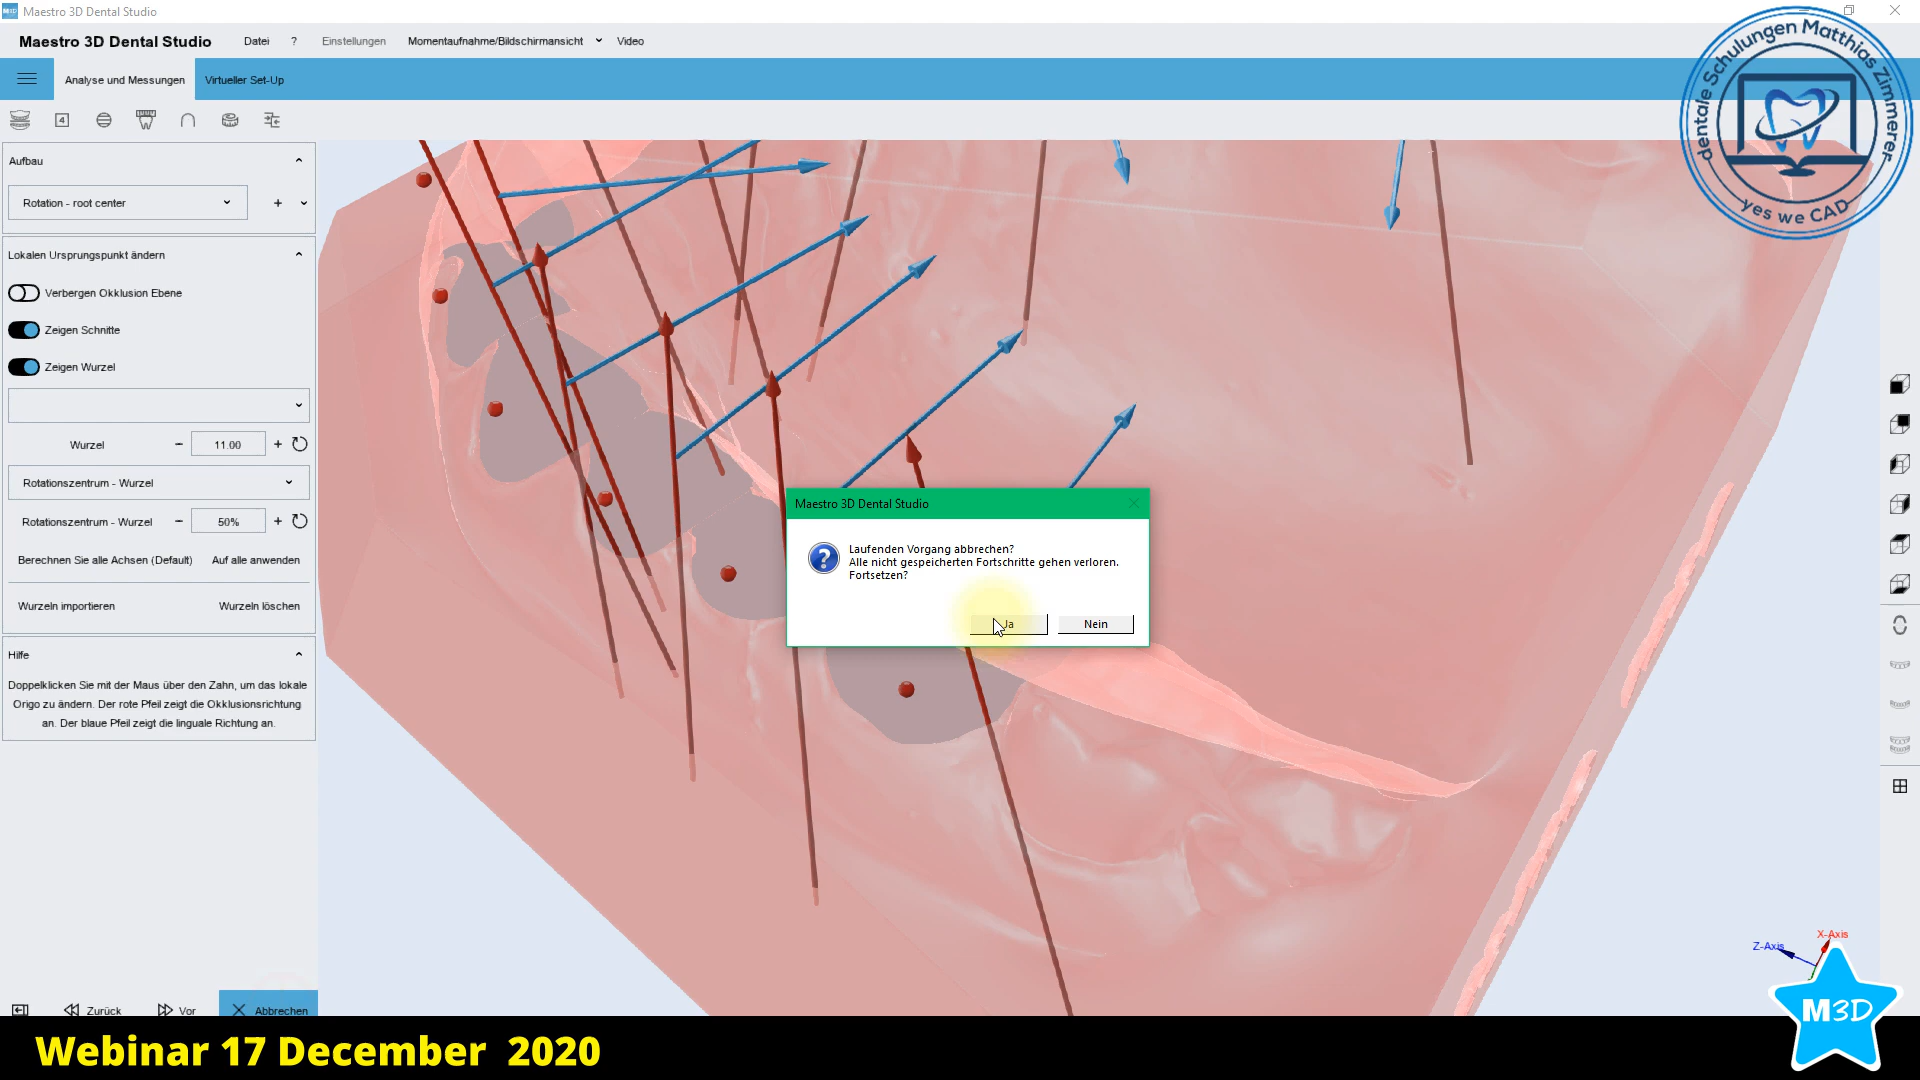 Maestro 3D Dental Studio
Maestro 3D Dental Studio
Datei
?
Einstellungen
Momentaufnahme/Bildschirmansicht
Video
Analyse und Messungen
Virtueller Set-Up
dentale Schulungen Matthias Zimmerer
yes we CAD
Aufbau
Rotation - root center
Lokalen Ursprungspunkt ändern
Verbergen Okklusion Ebene
Zeigen Schnitte
Zeigen Wurzel
Wurzel
11.00
Rotationszentrum - Wurzel
Rotationszentrum - Wurzel
50%
Berechnen Sie alle Achsen (Default)
Auf alle anwenden
Wurzeln importieren
Wurzeln löschen
Hilfe
Doppelklicken Sie mit der Maus über den Zahn, um das lokale
Origo zu ändern. Der rote Pfeil zeigt die Okklusionsrichtung
an. Der blaue Pfeil zeigt die linguale Richtung an.
Maestro 3D Dental Studio
Laufenden Vorgang abbrechen?
Alle nicht gespeicherten Fortschritte gehen verloren.
Fortsetzen?
Ja
Nein
X-Axis
Z-Axis
Zurück
Vor
Abbrechen
Webinar 17 December 2020
M3D